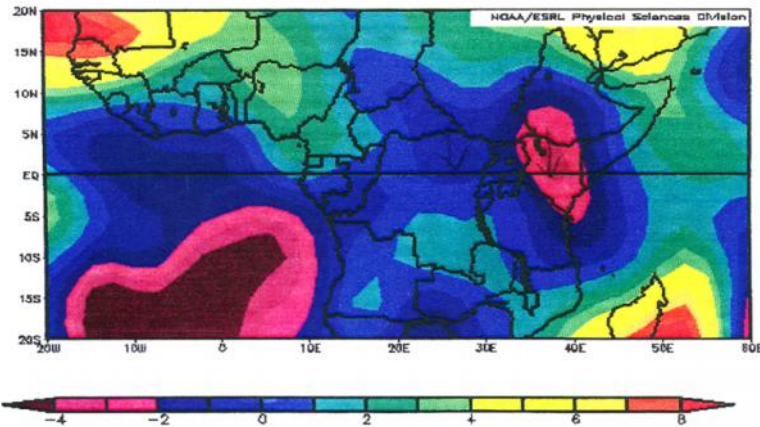 20N
NOAA/ESRL Physical Sciences Division
15N
10N
5N
EQ
5S
10S
15S
20S
20W 10W 0 10E 20E 30E 40E 50E 60E
-4 -2 0 2 4 6 8